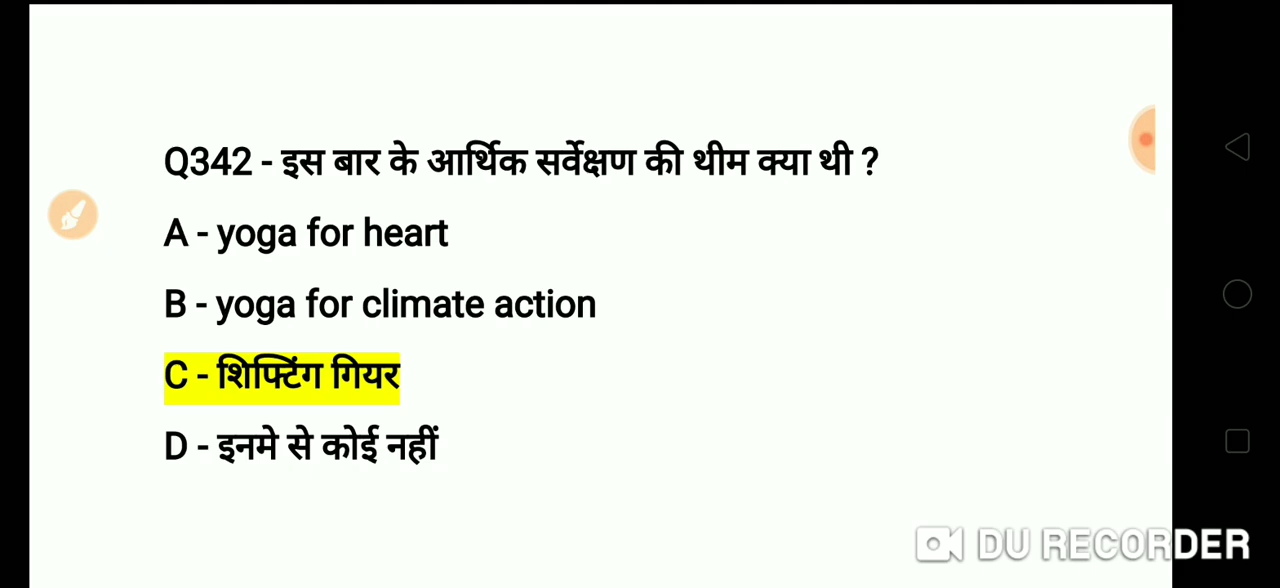 Q342 - इस बार के आर्थिक सर्वेक्षण की थीम क्या थी ?
A - yoga for heart
B - yoga for climate action
C - शिफ्टिंग गियर
D - इनमे से कोई नहीं
DU RECORDER